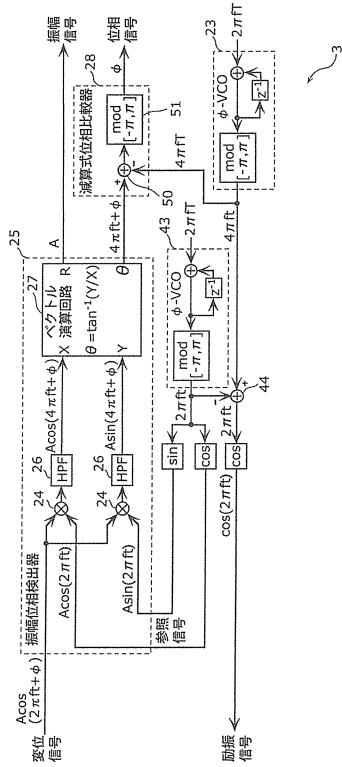 3
変位
信号
Acos
(2πft+φ)
振幅位相検出器
25
24
26
HPF
Acos(4πft+φ)
27
ベクトル
演算回路
X
R
θ=tan⁻¹(Y/X)
Y
θ
A
振幅
信号
Acos(2πft)
24
26
HPF
Asin(4πft+φ)
4πft+φ
+
-
50
減算式位相比較器
28
mod
[-π,π]
51
φ
位相
信号
Asin(2πft)
参照
信号
sin
cos
2πft
43
φ-VCO
mod
[-π,π]
z⁻¹
2πfT
4πfT
23
φ-VCO
mod
[-π,π]
z⁻¹
2πfT
4πft
+
-
44
2πft
cos
cos(2πft)
励振
信号